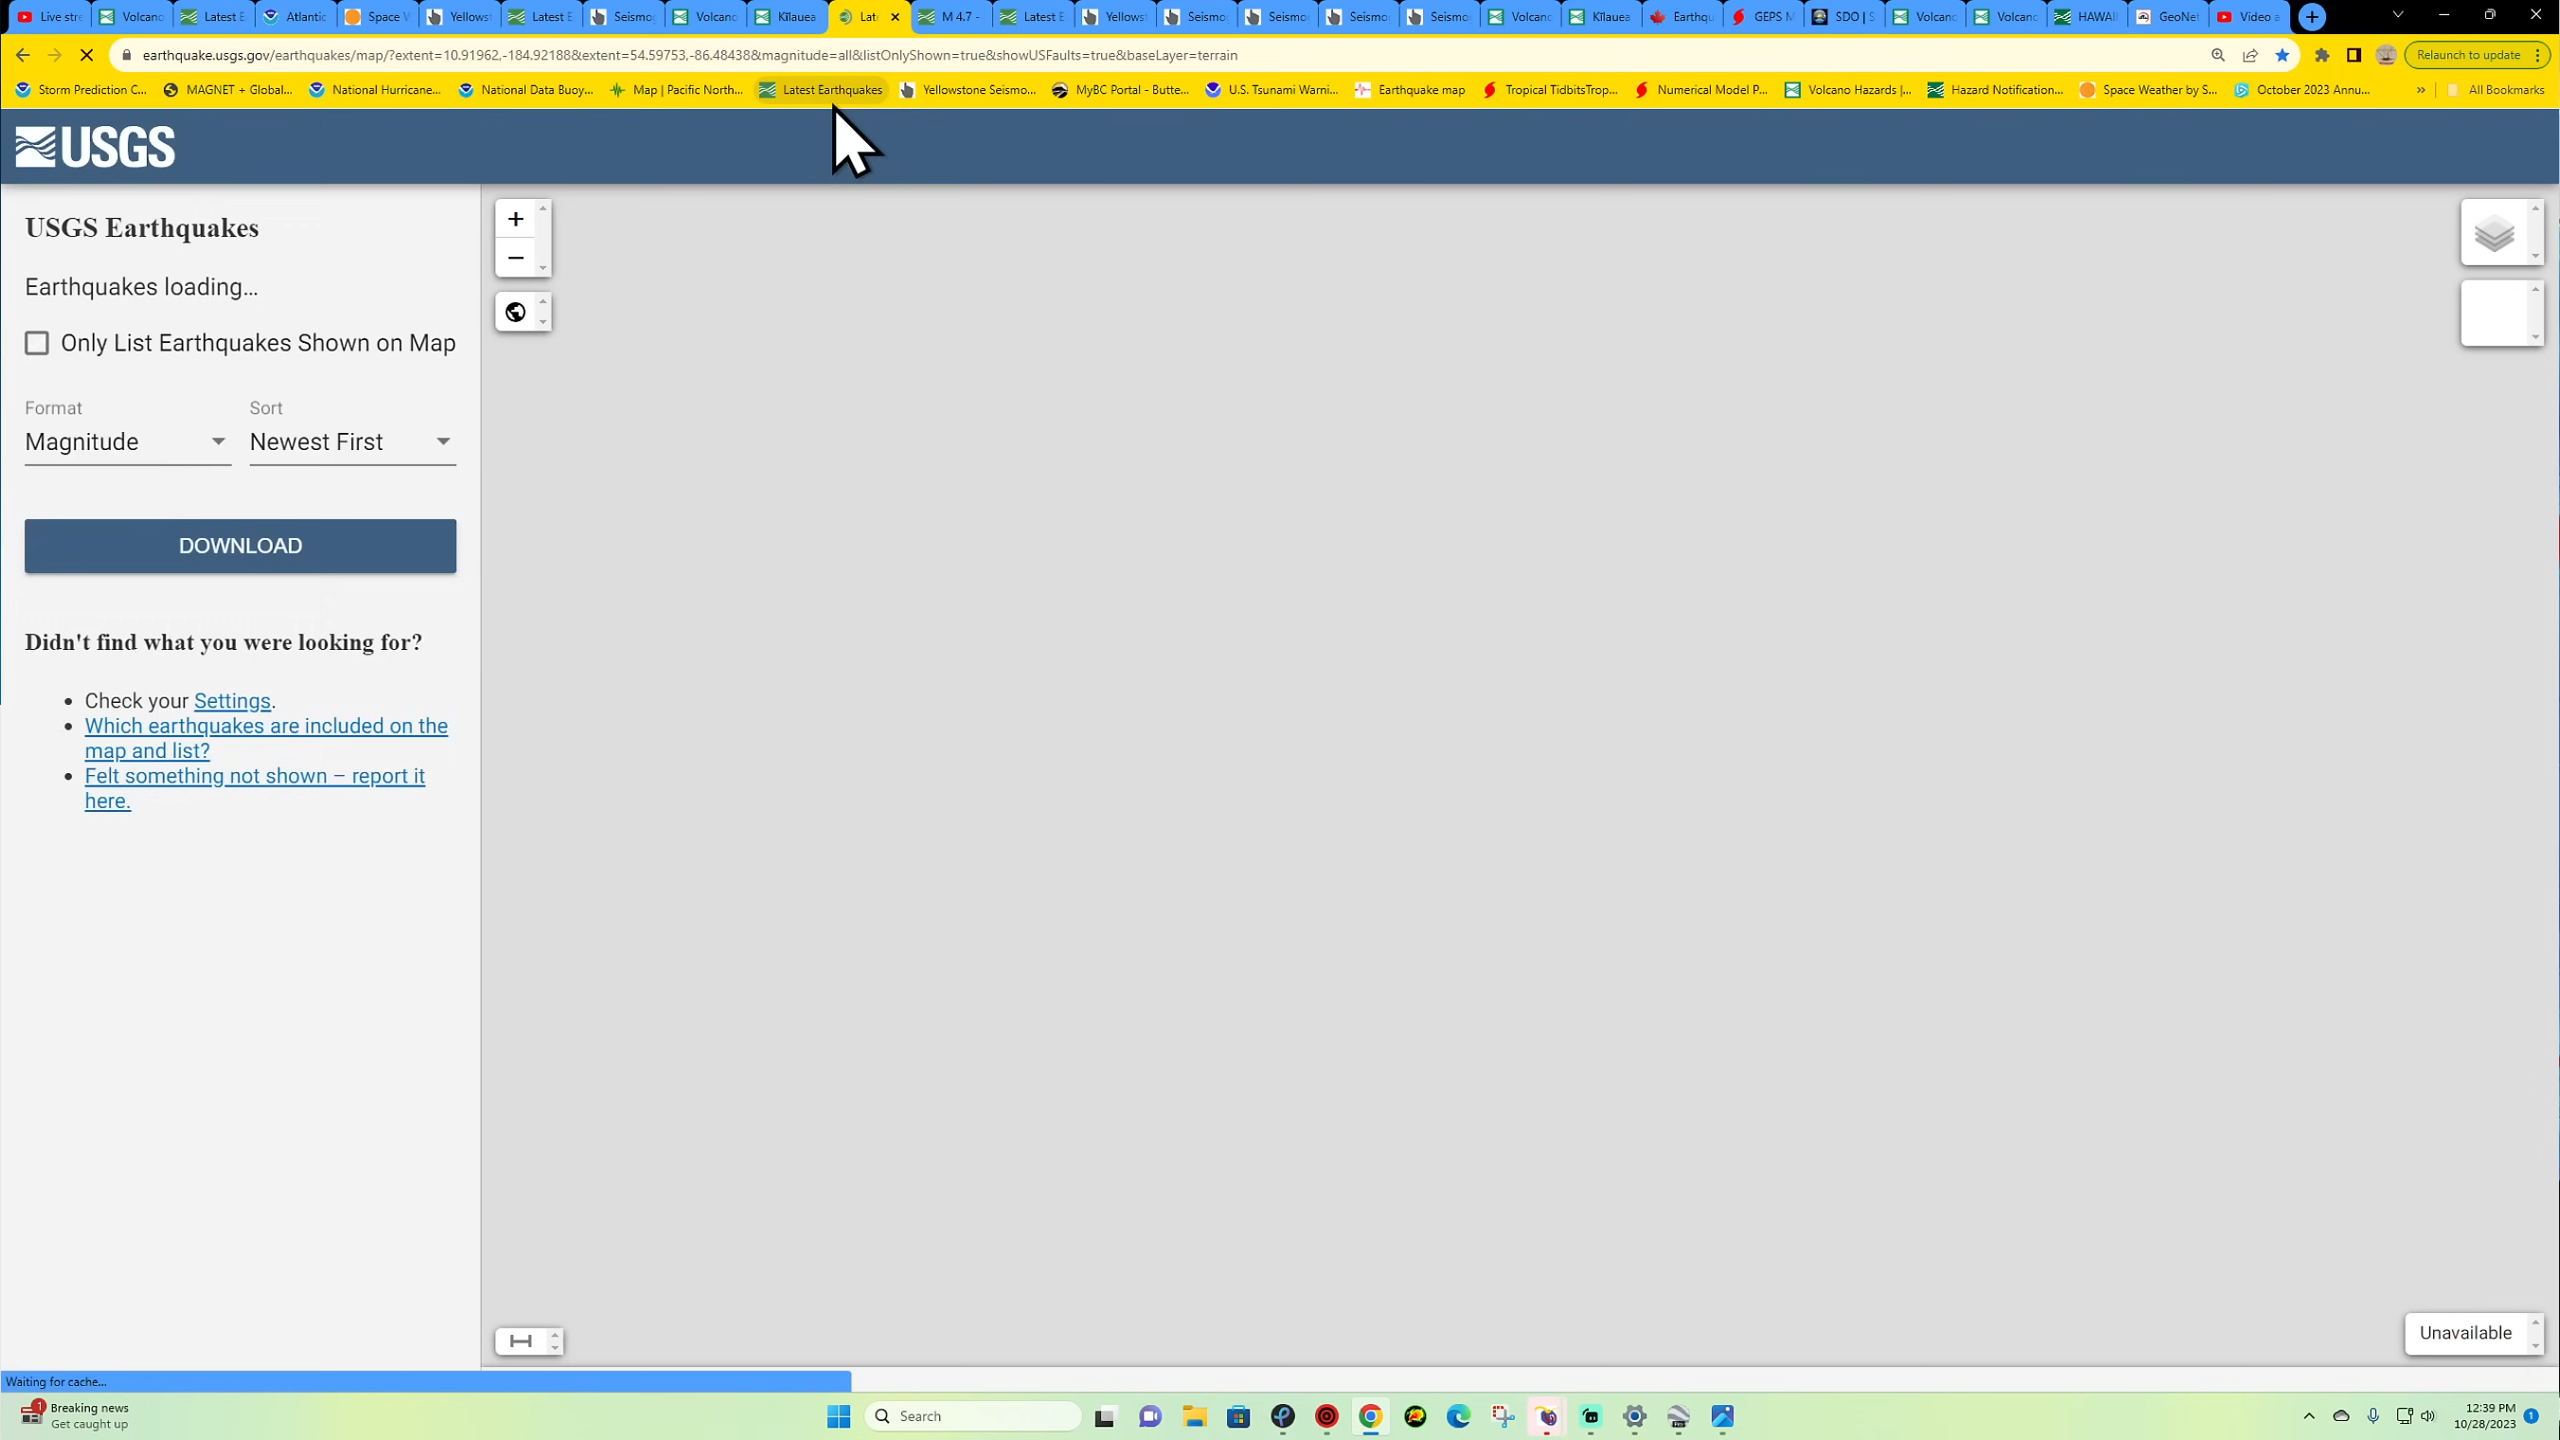 Live stre
Volcano
Latest E
Atlantic
Space W
Yellowst
Latest E
Seismo
Volcano
Kīlauea
Late
M 4.7 -
Latest E
Yellows
Seismo
Seismo
Seismo
Seismo
Volcano
Kīlauea
Earthqu
GEPS M
SDO | S
Volcano
Volcano
HAWAII
GeoNet
Video a
earthquake.usgs.gov/earthquakes/map/?extent=10.91962,-184.92188&extent=54.59753,-86.48438&magnitude=all&listOnlyShown=true&showUSFaults=true&baseLayer=terrain
Relaunch to update
Storm Prediction C...
MAGNET + Global...
National Hurricane...
National Data Buoy...
Map | Pacific North...
Latest Earthquakes
Yellowstone Seismo...
MyBC Portal - Butte...
U.S. Tsunami Warni...
Earthquake map
Tropical TidbitsTrop...
Numerical Model P...
Volcano Hazards |...
Hazard Notification...
Space Weather by S...
October 2023 Annu...
»
All Bookmarks
USGS
USGS Earthquakes
Earthquakes loading...
Only List Earthquakes Shown on Map
Format
Sort
Magnitude
Newest First
DOWNLOAD
Didn't find what you were looking for?
• Check your Settings.
• Which earthquakes are included on the
map and list?
• Felt something not shown – report it
here.
+
−
Unavailable
Waiting for cache...
1
Breaking news
Get caught up
Search
12:39 PM
10/28/2023
1